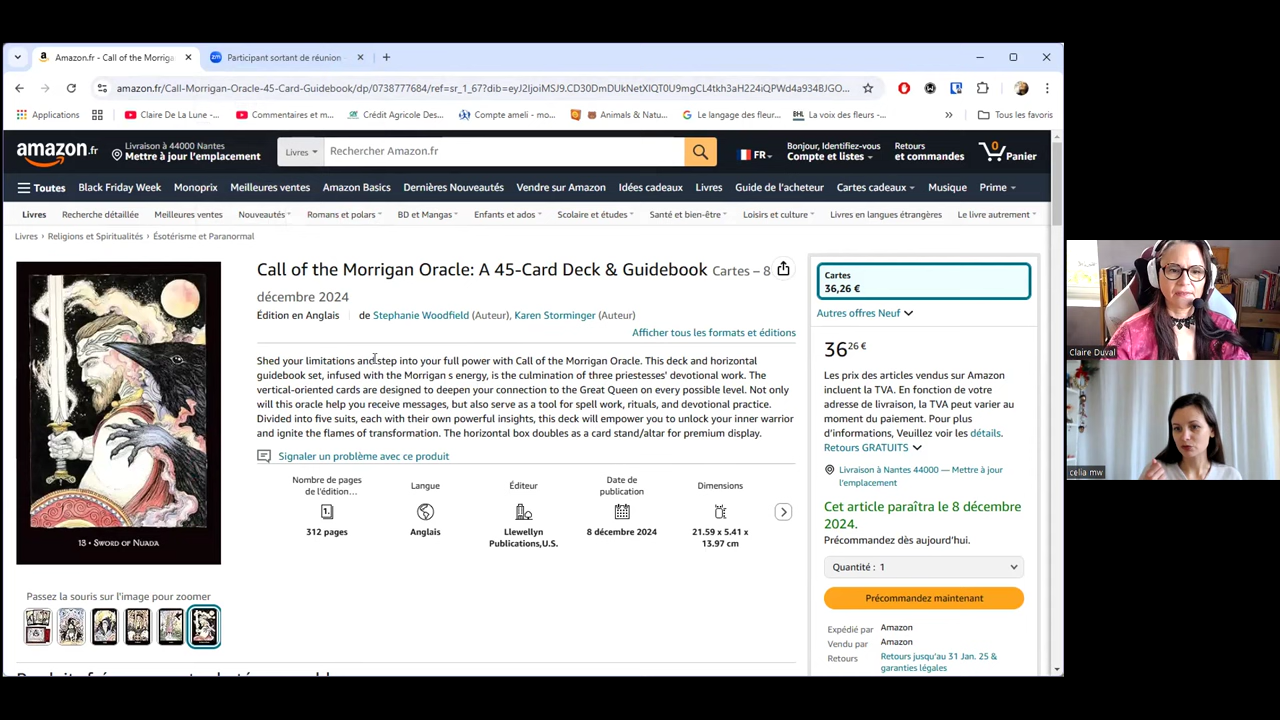 Amazon.fr - Call of the Morriga
Participant sortant de réunion
amazon.fr/Call-Morrigan-Oracle-45-Card-Guidebook/dp/0738777684/ref=sr_1_67?dib=
Applications
Claire De La Lune -...
Commentaires et m...
Crédit Agricole Des...
Compte ameli - mo...
Animals & Natu...
Le langage des fleur...
BHL
La voix des fleurs -...
Tous les favoris
amazon.fr
Livraison à 44000 Nantes
Mettre à jour l'emplacement
Livres
Rechercher Amazon.fr
FR
Bonjour, Identifiez-vous
Compte et listes
Retours
et commandes
0
Panier
Toutes
Black Friday Week
Monoprix
Meilleures ventes
Amazon Basics
Dernières Nouveautés
Vendre sur Amazon
Idées cadeaux
Livres
Guide de l'acheteur
Cartes cadeaux
Musique
Prime
Livres
Recherche détaillée
Meilleures ventes
Nouveautés
Romans et polars
BD et Mangas
Enfants et ados
Scolaire et études
Santé et bien-être
Loisirs et culture
Livres en langues étrangères
Le livre autrement
Livres › Religions et Spiritualités › Ésotérisme et Paranormal
13 • SWORD OF NUADA
Passez la souris sur l'image pour zoomer
Call of the Morrigan Oracle: A 45-Card Deck & Guidebook Cartes – 8
décembre 2024
Édition en Anglais
de Stephanie Woodfield (Auteur), Karen Storminger (Auteur)
Afficher tous les formats et éditions
Shed your limitations and step into your full power with Call of the Morrigan Oracle. This deck and horizontal
guidebook set, infused with the Morrigan s energy, is the culmination of three priestesses' devotional work. The
vertical-oriented cards are designed to deepen your connection to the Great Queen on every possible level. Not only
will this oracle help you receive messages, but also serve as a tool for spell work, rituals, and devotional practice.
Divided into five suits, each with their own powerful insights, this deck will empower you to unlock your inner warrior
and ignite the flames of transformation. The horizontal box doubles as a card stand/altar for premium display.
Signaler un problème avec ce produit
Nombre de pages
de l'édition...
312 pages
Langue
Anglais
Éditeur
Llewellyn
Publications,U.S.
Date de
publication
8 décembre 2024
Dimensions
21.59 x 5.41 x
13.97 cm
Cartes
36,26 €
Autres offres Neuf
36 26 €
Les prix des articles vendus sur Amazon
incluent la TVA. En fonction de votre
adresse de livraison, la TVA peut varier au
moment du paiement. Pour plus
d'informations, Veuillez voir les détails.
Retours GRATUITS
Livraison à Nantes 44000 — Mettre à jour
l'emplacement
Cet article paraîtra le 8 décembre
2024.
Précommandez dès aujourd'hui.
Quantité : 1
Précommandez maintenant
Expédié par
Amazon
Vendu par
Amazon
Retours
Retours jusqu'au 31 Jan. 25 &
garanties légales
Claire Duval
celia mw